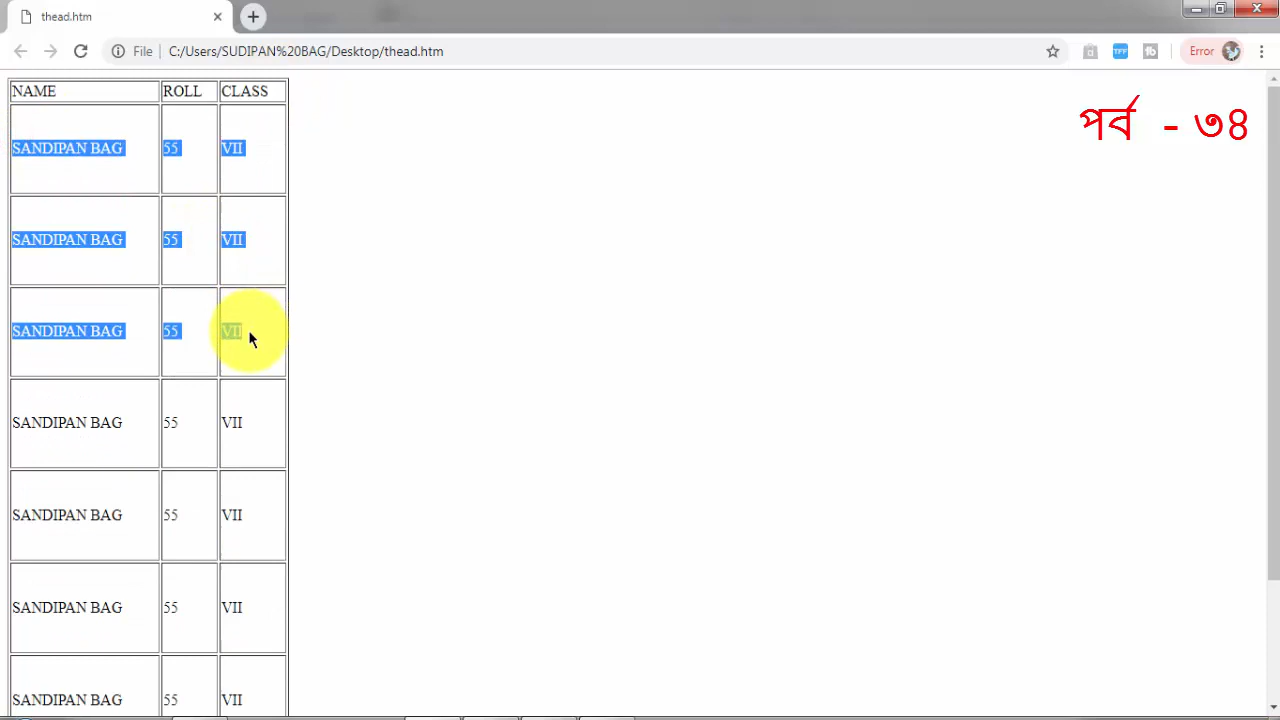 thead.htm
File C:/Users/SUDIPAN%20BAG/Desktop/thead.htm
TFF
fb
Error
পর্ব - ৩৪
NAME ROLL CLASS
SANDIPAN BAG 55 VII
SANDIPAN BAG 55 VII
SANDIPAN BAG 55 VII
SANDIPAN BAG 55 VII
SANDIPAN BAG 55 VII
SANDIPAN BAG 55 VII
SANDIPAN BAG 55 VII